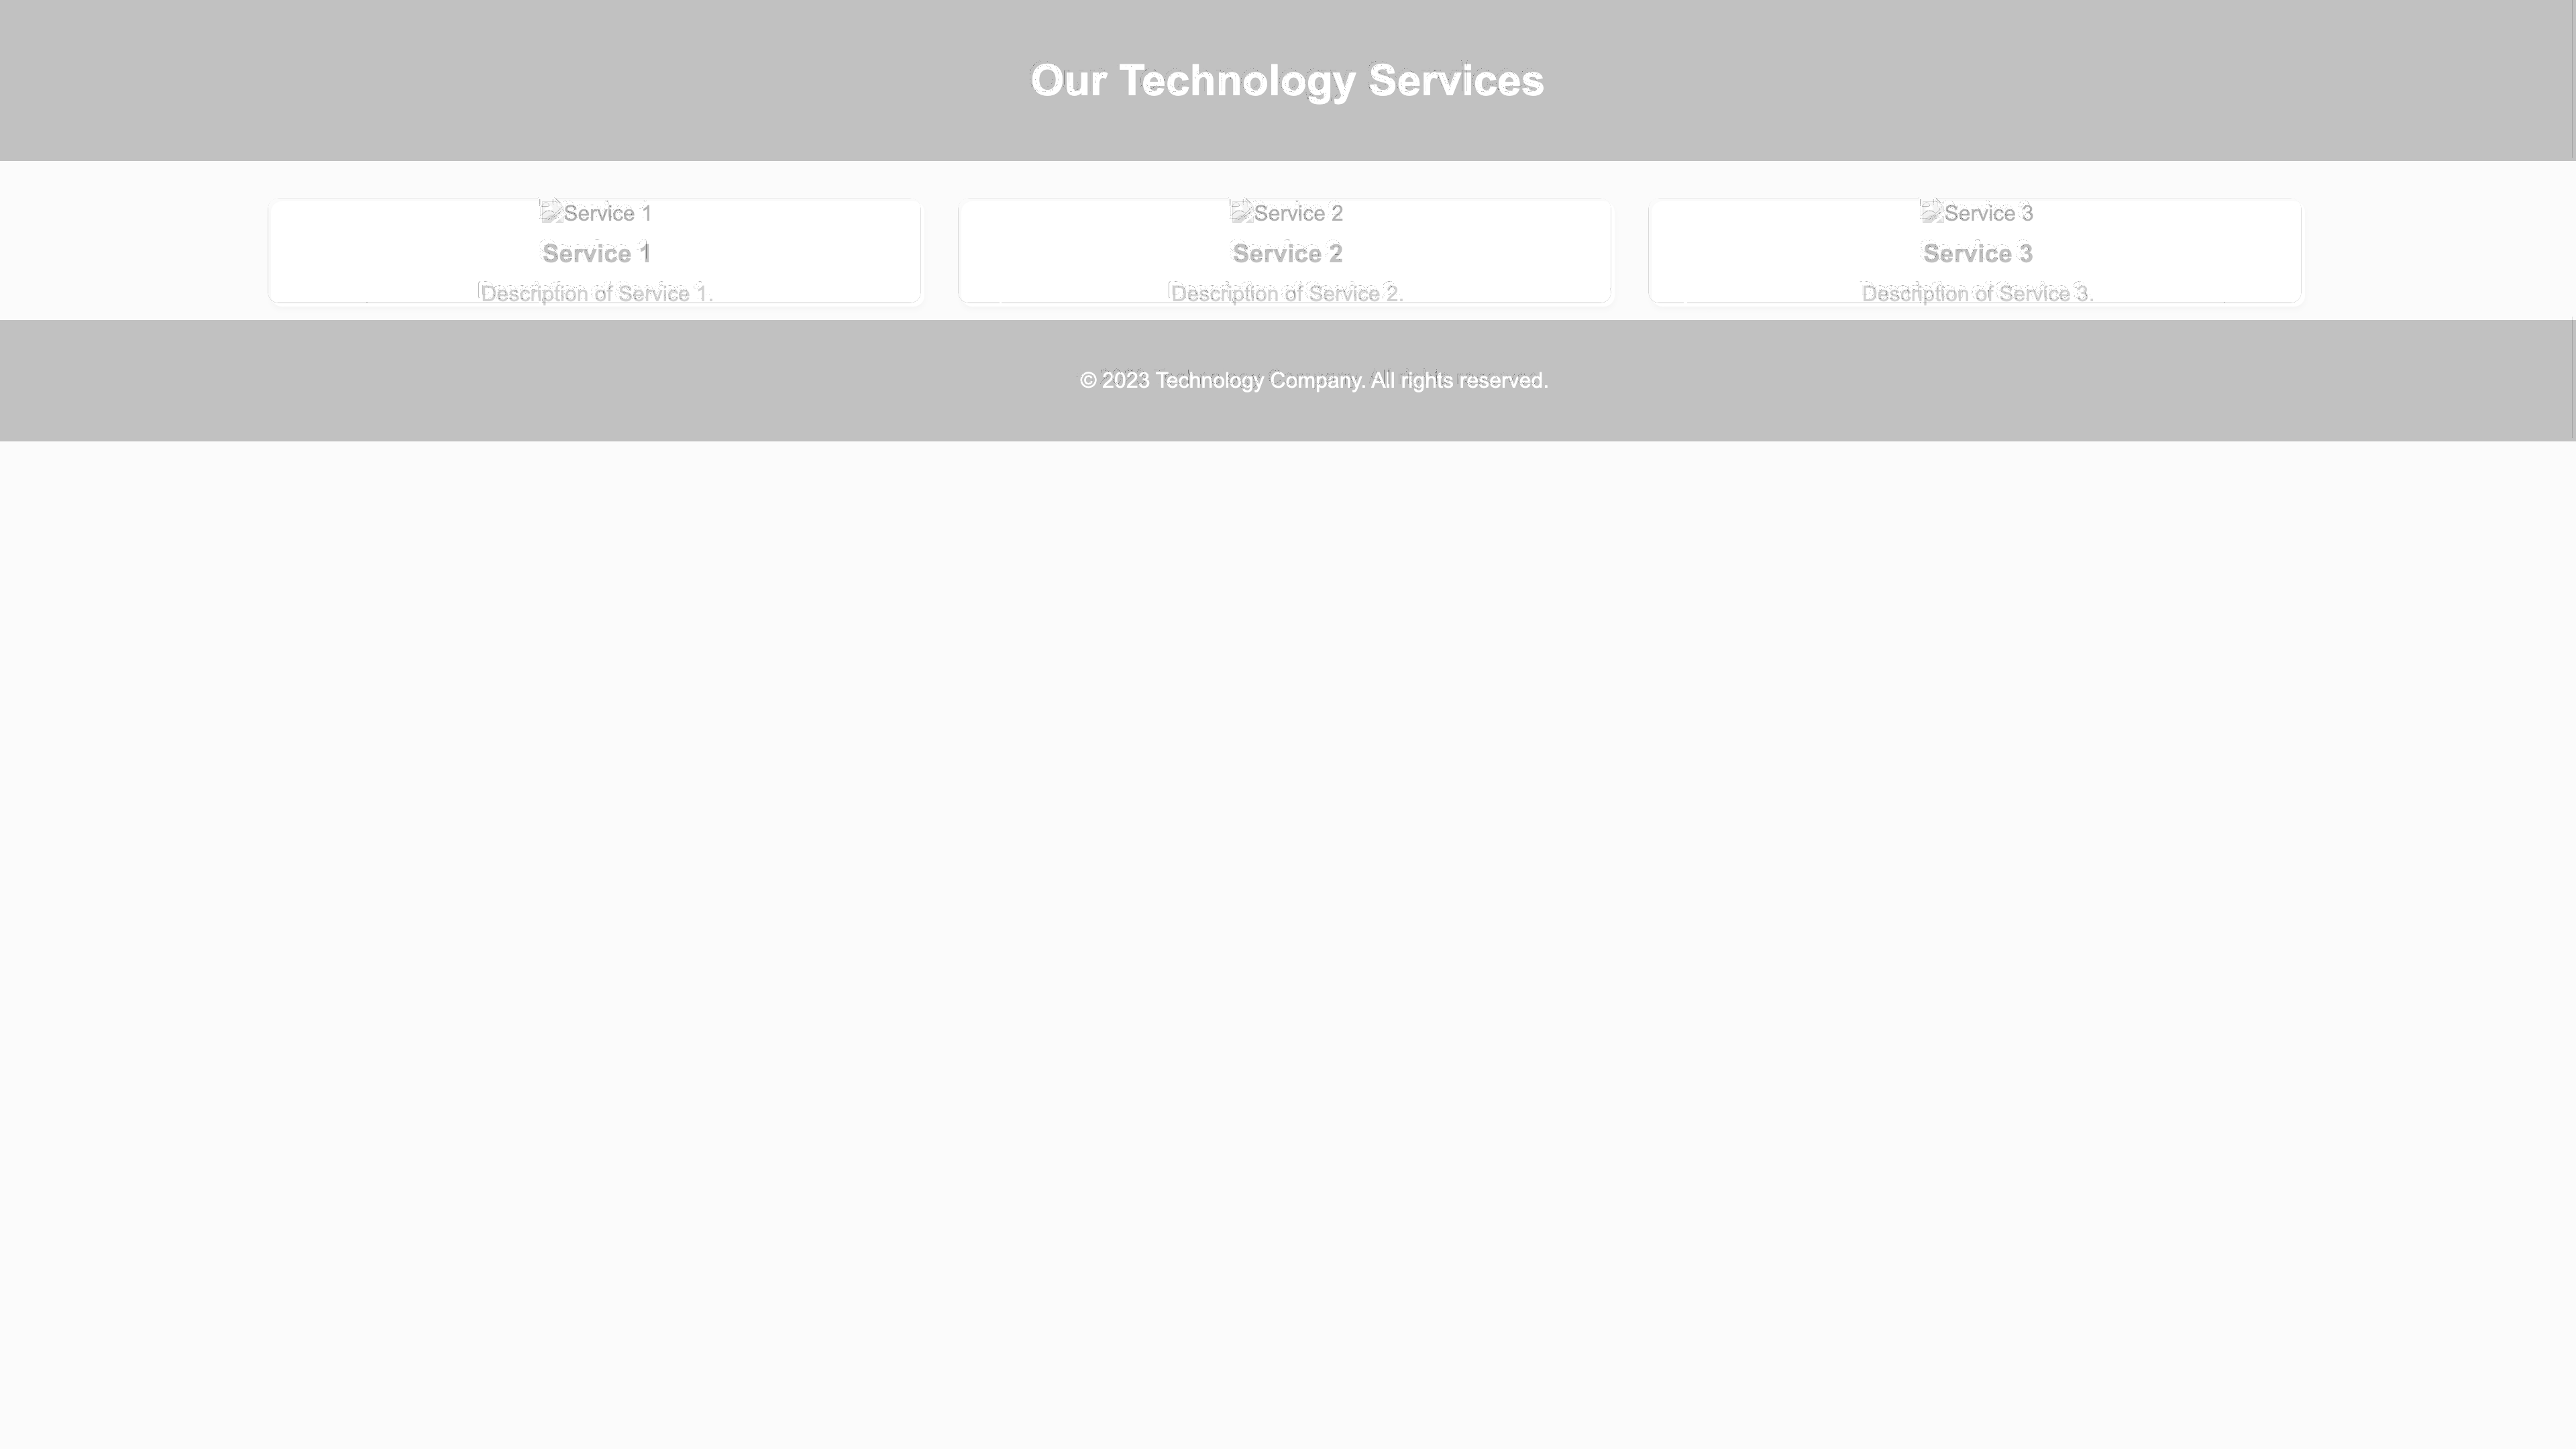 Our Technology Services
Service 1
Service 1
Description of Service 1.
Service 2
Service 2
Description of Service 2.
Service 3
Service 3
Description of Service 3.
© 2023 Technology Company. All rights reserved.